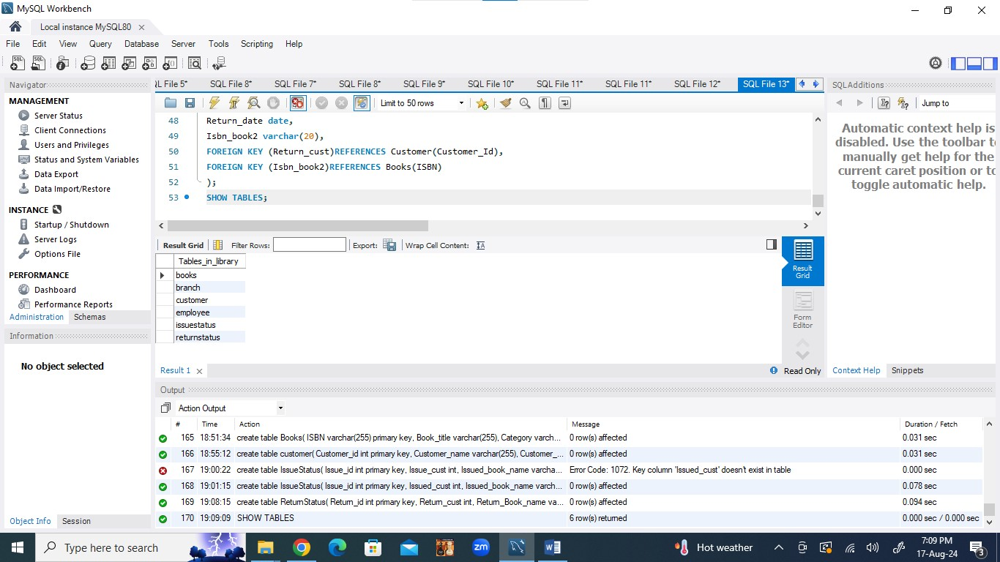 MySQL Workbench
Local instance MySQL80
File Edit View Query Database Server Tools Scripting Help
Navigator
MANAGEMENT
Server Status
Client Connections
Users and Privileges
Status and System Variables
Data Export
Data Import/Restore
INSTANCE
Startup / Shutdown
Server Logs
Options File
PERFORMANCE
Dashboard
Performance Reports
Administration Schemas
Information
No object selected
Object Info Session
QL File 5* SQL File 8* SQL File 7* SQL File 8* SQL File 9* SQL File 10* SQL File 11* SQL File 11* SQL File 12* SQL File 13*
Limit to 50 rows
48 Return_date date,
49 Isbn_book2 varchar(20),
50 FOREIGN KEY (Return_cust)REFERENCES Customer(Customer_Id),
51 FOREIGN KEY (Isbn_book2)REFERENCES Books(ISBN)
52 );
53 SHOW TABLES;
Result Grid Filter Rows: Export: Wrap Cell Content:
Tables_in_library
books
branch
customer
employee
issuestatus
returnstatus
Result Grid
Form Editor
Result 1 Read Only
SQLAdditions
Jump to
Automatic context help is
disabled. Use the toolbar t
manually get help for the
current caret position or to
toggle automatic help.
Context Help Snippets
Output
Action Output
# Time Action Message Duration / Fetch
165 18:51:34 create table Books( ISBN varchar(255) primary key, Book_title varchar(255), Category varch... 0 row(s) affected 0.031 sec
166 18:55:12 create table customer( Customer_id int primary key, Customer_name varchar(255), Customer_... 0 row(s) affected 0.031 sec
167 19:00:22 create table IssueStatus( Issue_id int primary key, Issue_cust int, Issued_book_name varcha... Error Code: 1072. Key column 'Issued_cust' doesn't exist in table 0.000 sec
168 19:01:15 create table IssueStatus( Issue_id int primary key, Issued_cust int, Issued_book_name varch... 0 row(s) affected 0.078 sec
169 19:08:15 create table ReturnStatus( Return_id int primary key, Return_cust int, Return_Book_name va... 0 row(s) affected 0.094 sec
170 19:09:09 SHOW TABLES 6 row(s) returned 0.000 sec / 0.000 sec
Type here to search
zm
W
Hot weather
7:09 PM
17-Aug-24
3